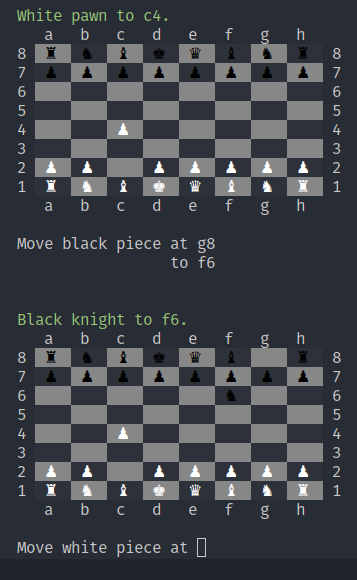 White pawn to c4.
a b c d e f g h
8 ♜ ♞ ♝ ♚ ♛ ♝ ♞ ♜ 8
7 ♟ ♟ ♟ ♟ ♟ ♟ ♟ ♟ 7
6 6
5 5
4 ♟ 4
3 3
2 ♟ ♟ ♟ ♟ ♟ ♟ ♟ 2
1 ♜ ♞ ♝ ♚ ♛ ♝ ♞ ♜ 1
a b c d e f g h
Move black piece at g8
to f6
Black knight to f6.
a b c d e f g h
8 ♜ ♞ ♝ ♚ ♛ ♝ ♜ 8
7 ♟ ♟ ♟ ♟ ♟ ♟ ♟ ♟ 7
6 ♞ 6
5 5
4 ♟ 4
3 3
2 ♟ ♟ ♟ ♟ ♟ ♟ ♟ 2
1 ♜ ♞ ♝ ♚ ♛ ♝ ♞ ♜ 1
a b c d e f g h
Move white piece at